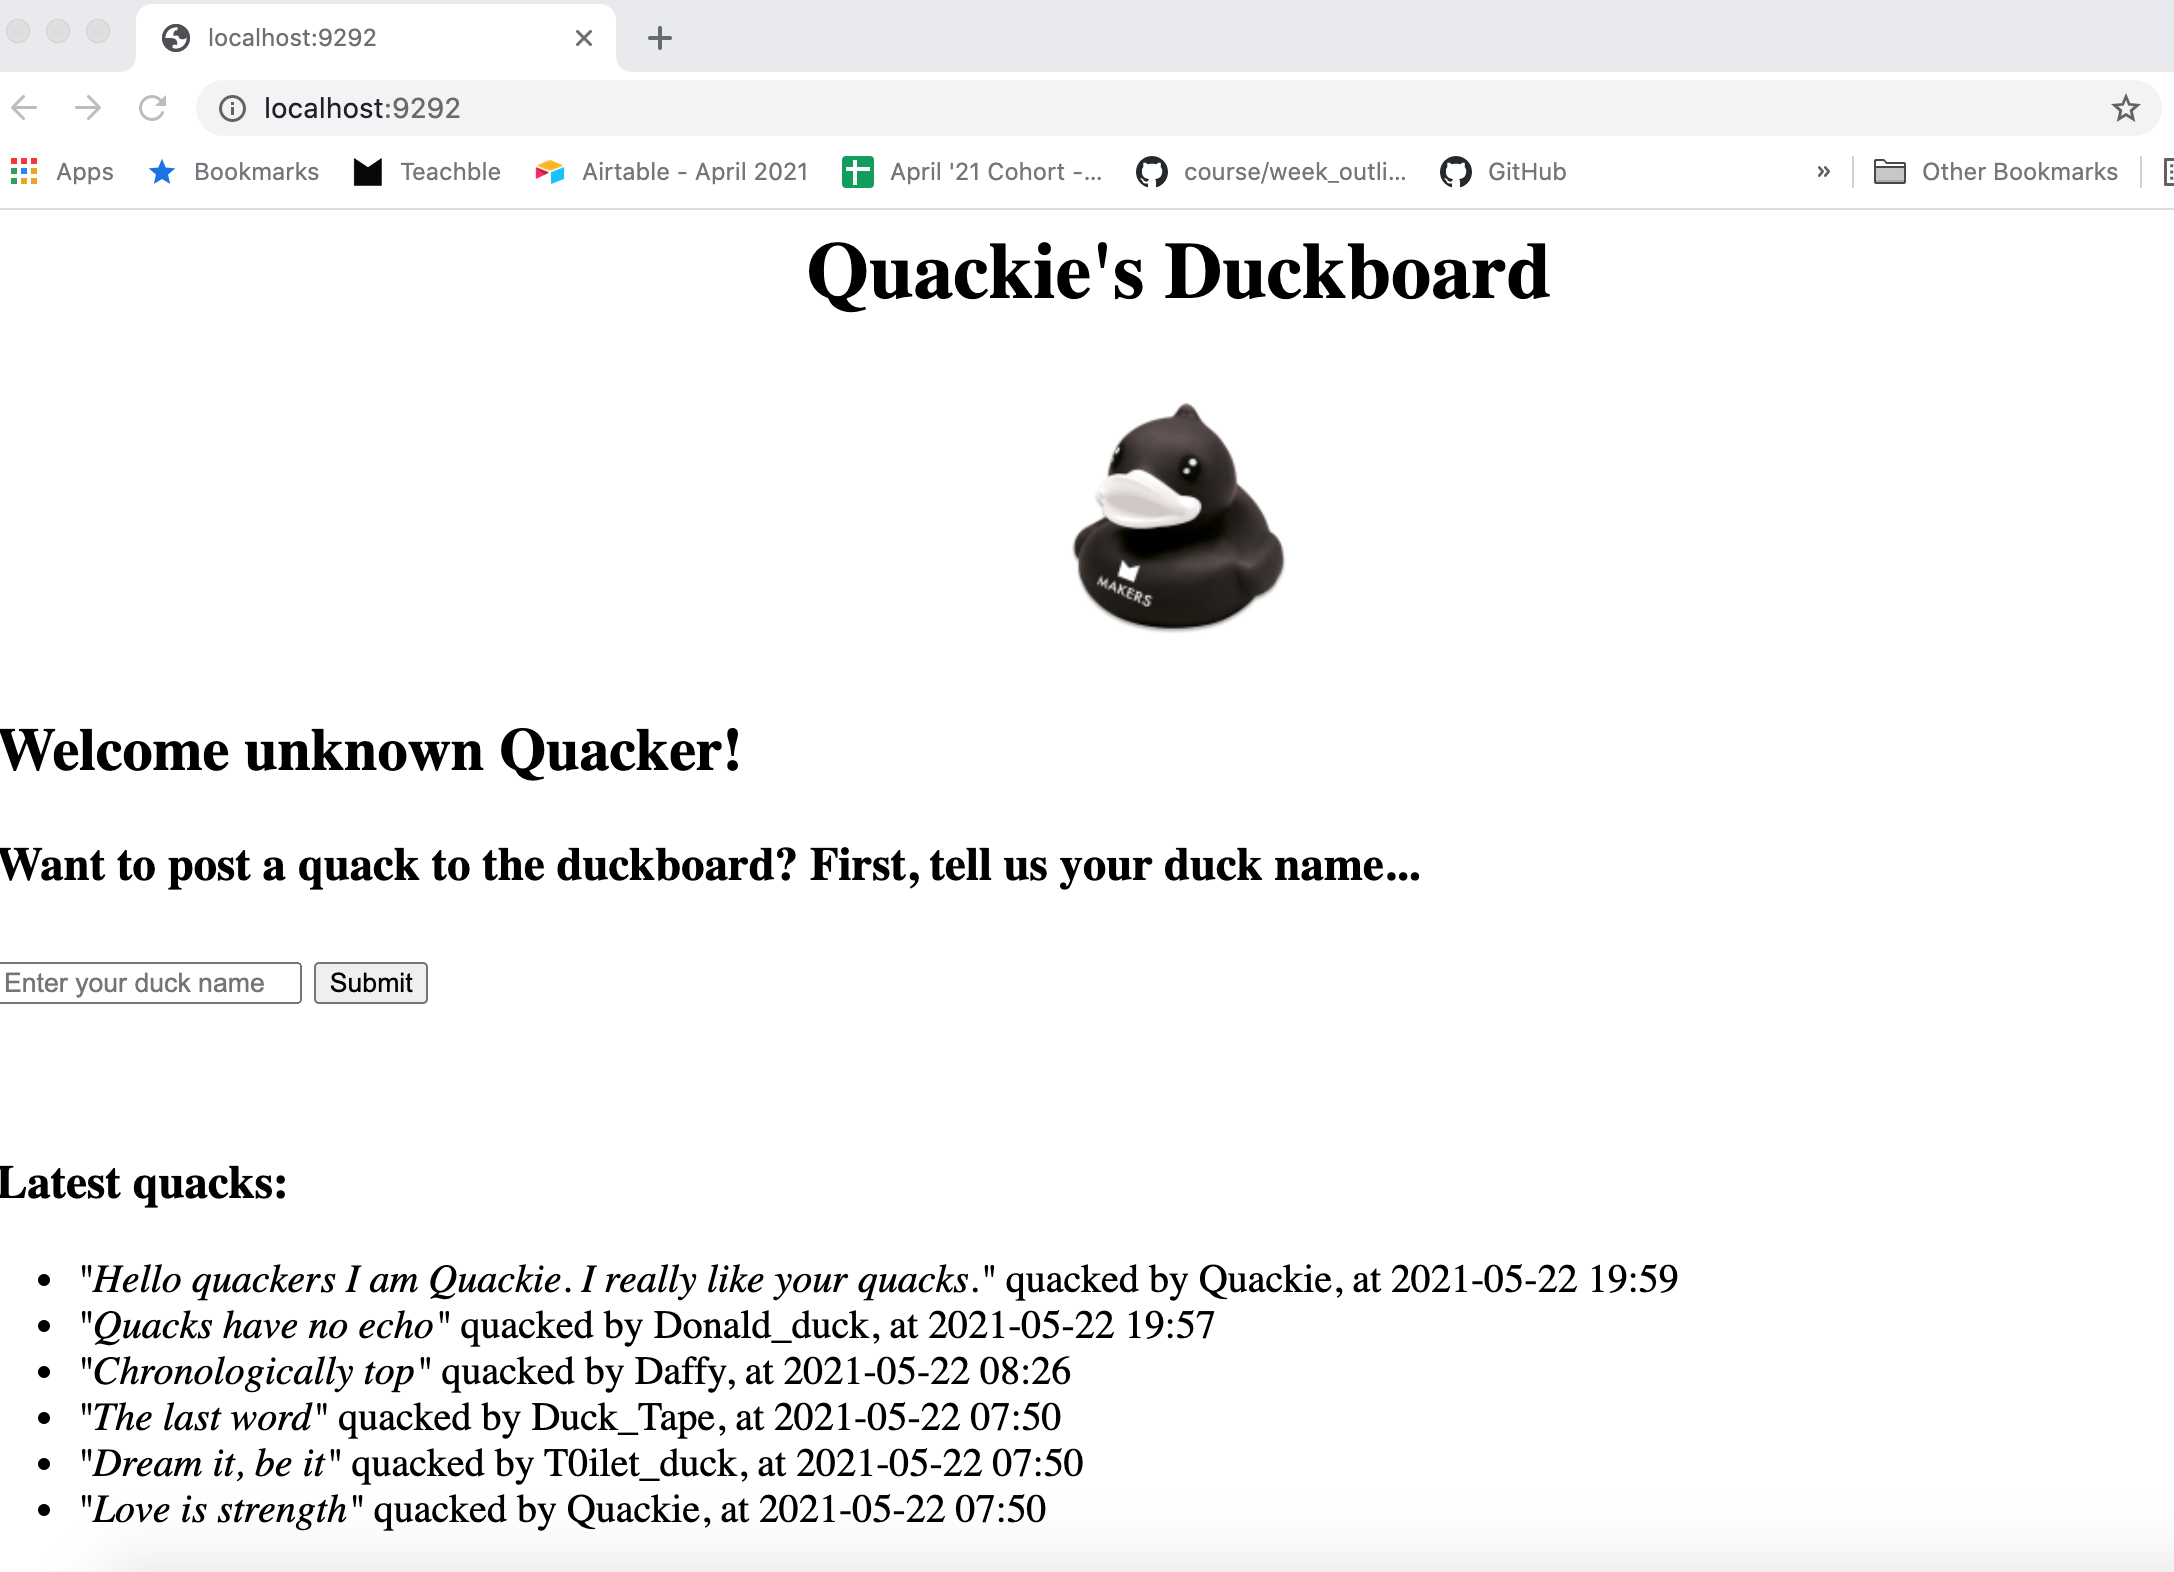 localhost:9292
localhost:9292
Apps Bookmarks Teachble Airtable - April 2021 April '21 Cohort -... course/week_outli... GitHub » Other Bookmarks
Quackie's Duckboard
MAKERS
Welcome unknown Quacker!
Want to post a quack to the duckboard? First, tell us your duck name...
Enter your duck name Submit
Latest quacks:
"Hello quackers I am Quackie. I really like your quacks." quacked by Quackie, at 2021-05-22 19:59
"Quacks have no echo" quacked by Donald_duck, at 2021-05-22 19:57
"Chronologically top" quacked by Daffy, at 2021-05-22 08:26
"The last word" quacked by Duck_Tape, at 2021-05-22 07:50
"Dream it, be it" quacked by T0ilet_duck, at 2021-05-22 07:50
"Love is strength" quacked by Quackie, at 2021-05-22 07:50